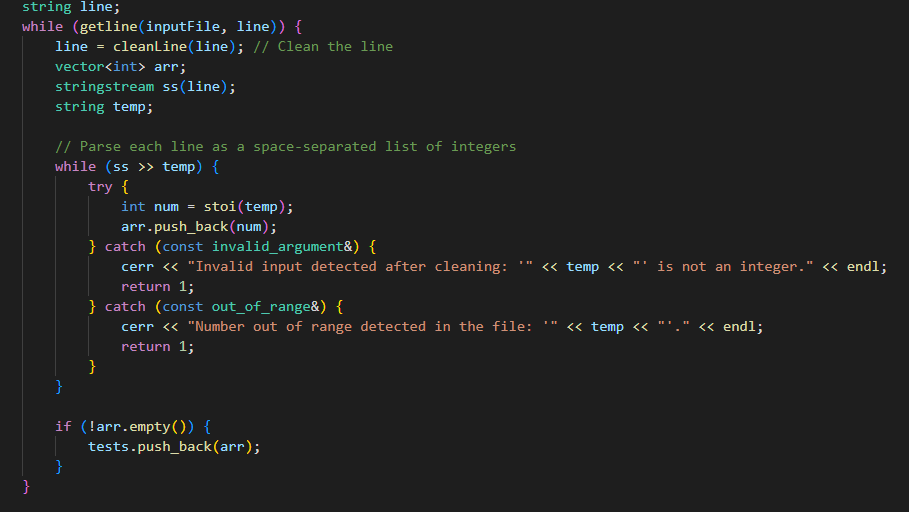 string line;
while (getline(inputFile, line)) {
    line = cleanLine(line); // Clean the line
    vector<int> arr;
    stringstream ss(line);
    string temp;

    // Parse each line as a space-separated list of integers
    while (ss >> temp) {
        try {
            int num = stoi(temp);
            arr.push_back(num);
        } catch (const invalid_argument&) {
            cerr << "Invalid input detected after cleaning: '" << temp << "' is not an integer." << endl;
            return 1;
        } catch (const out_of_range&) {
            cerr << "Number out of range detected in the file: '" << temp << "'." << endl;
            return 1;
        }
    }

    if (!arr.empty()) {
        tests.push_back(arr);
    }
}